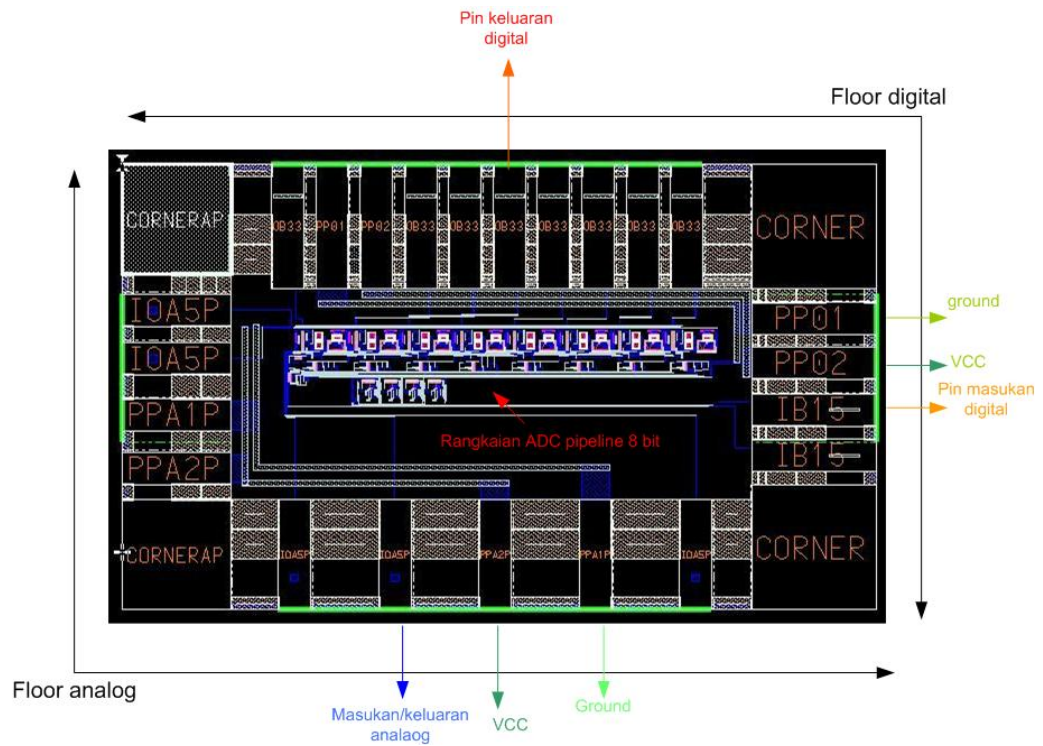 Pin keluaran
digital
Floor digital
CORNERAP
OB33 PP01 PP02 OB33 OB33 OB33 OB33 OB33 OB33 OB33
CORNER
IOA5P
IOA5P
PPA1P
PPA2P
PP01
PP02
IB15
IB15
ground
VCC
Pin masukan
digital
Rangkaian ADC pipeline 8 bit
CORNERAP
IOA5P IOA5P PPA2P PPA1P IOA5P
CORNER
Floor analog
Masukan/keluaran
analaog
VCC
Ground